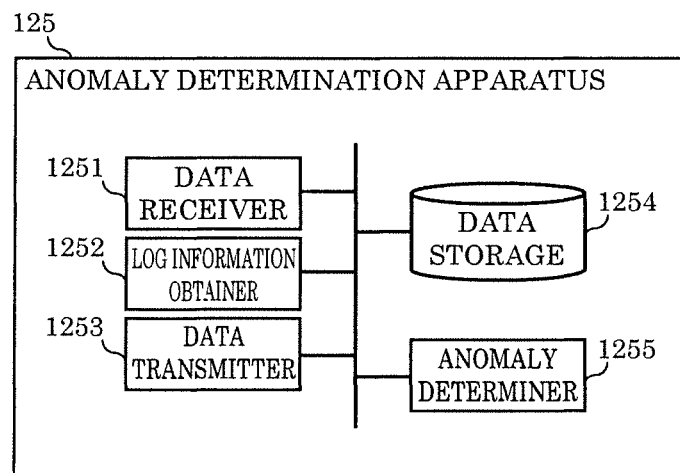 125
ANOMALY DETERMINATION APPARATUS
1251
DATA
RECEIVER
1252
LOG INFORMATION
OBTAINER
1253
DATA
TRANSMITTER
1254
DATA
STORAGE
1255
ANOMALY
DETERMINER